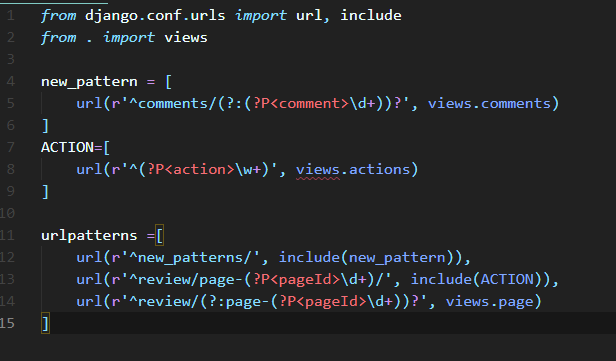 1 from django.conf.urls import url, include
2 from . import views
3
4 new_pattern = [
5     url(r'^comments/(?:(?P<comment>\d+))?', views.comments)
6 ]
7 ACTION=[
8     url(r'^(?P<action>\w+)', views.actions)
9 ]
10
11 urlpatterns =[
12     url(r'^new_patterns/', include(new_pattern)),
13     url(r'^review/page-(?P<pageId>\d+)/', include(ACTION)),
14     url(r'^review/(?:page-(?P<pageId>\d+))?', views.page)
15 ]